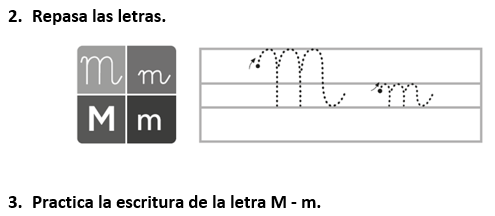 2. Repasa las letras.
M m
M m
M m
3. Practica la escritura de la letra M - m.